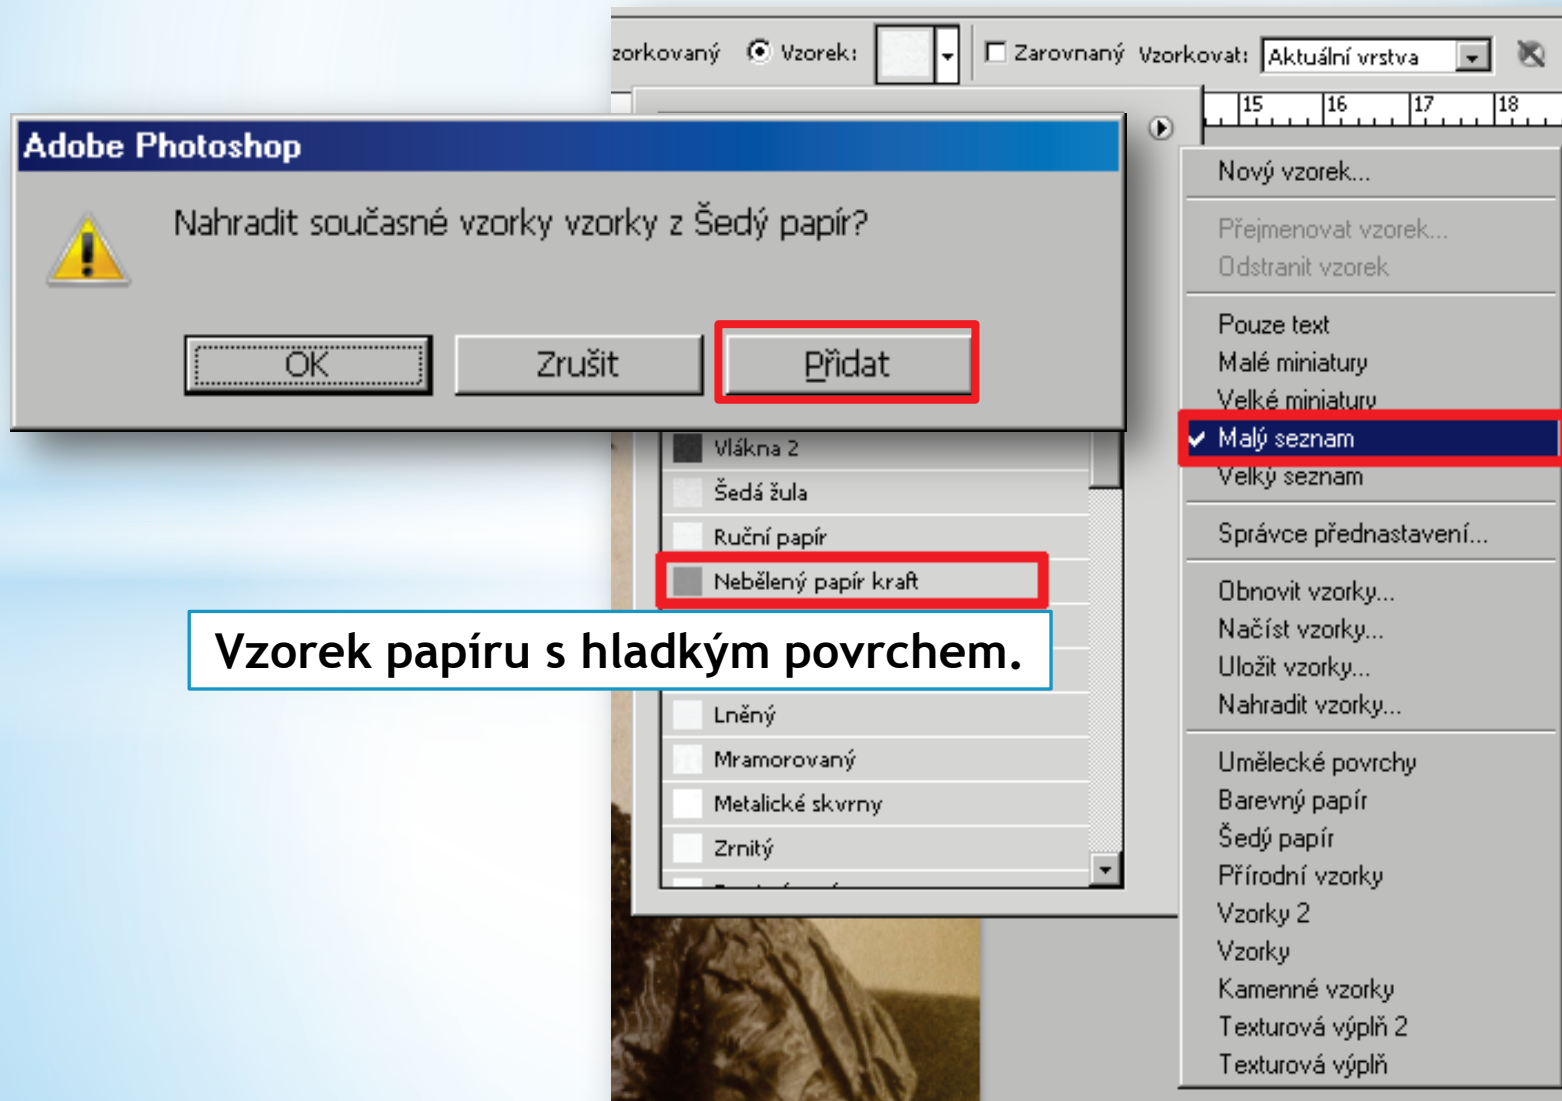 zorkovaný Vzorek: Zarovnaný Vzorkovat: Aktuální vrstva
15 16 17 18
Adobe Photoshop
Nahradit současné vzorky vzorky z Šedý papír?
OK Zrušit Přidat
Vlákna 2
Šedá žula
Ruční papír
Nebělený papír kraft
Vzorek papíru s hladkým povrchem.
Lněný
Mramorovaný
Metalické skvrny
Zrnitý
Nový vzorek...
Přejmenovat vzorek...
Odstranit vzorek
Pouze text
Malé miniatury
Velké miniatury
Malý seznam
Velký seznam
Správce přednastavení...
Obnovit vzorky...
Načíst vzorky...
Uložit vzorky...
Nahradit vzorky...
Umělecké povrchy
Barevný papír
Šedý papír
Přírodní vzorky
Vzorky 2
Vzorky
Kamenné vzorky
Texturová výplň 2
Texturová výplň